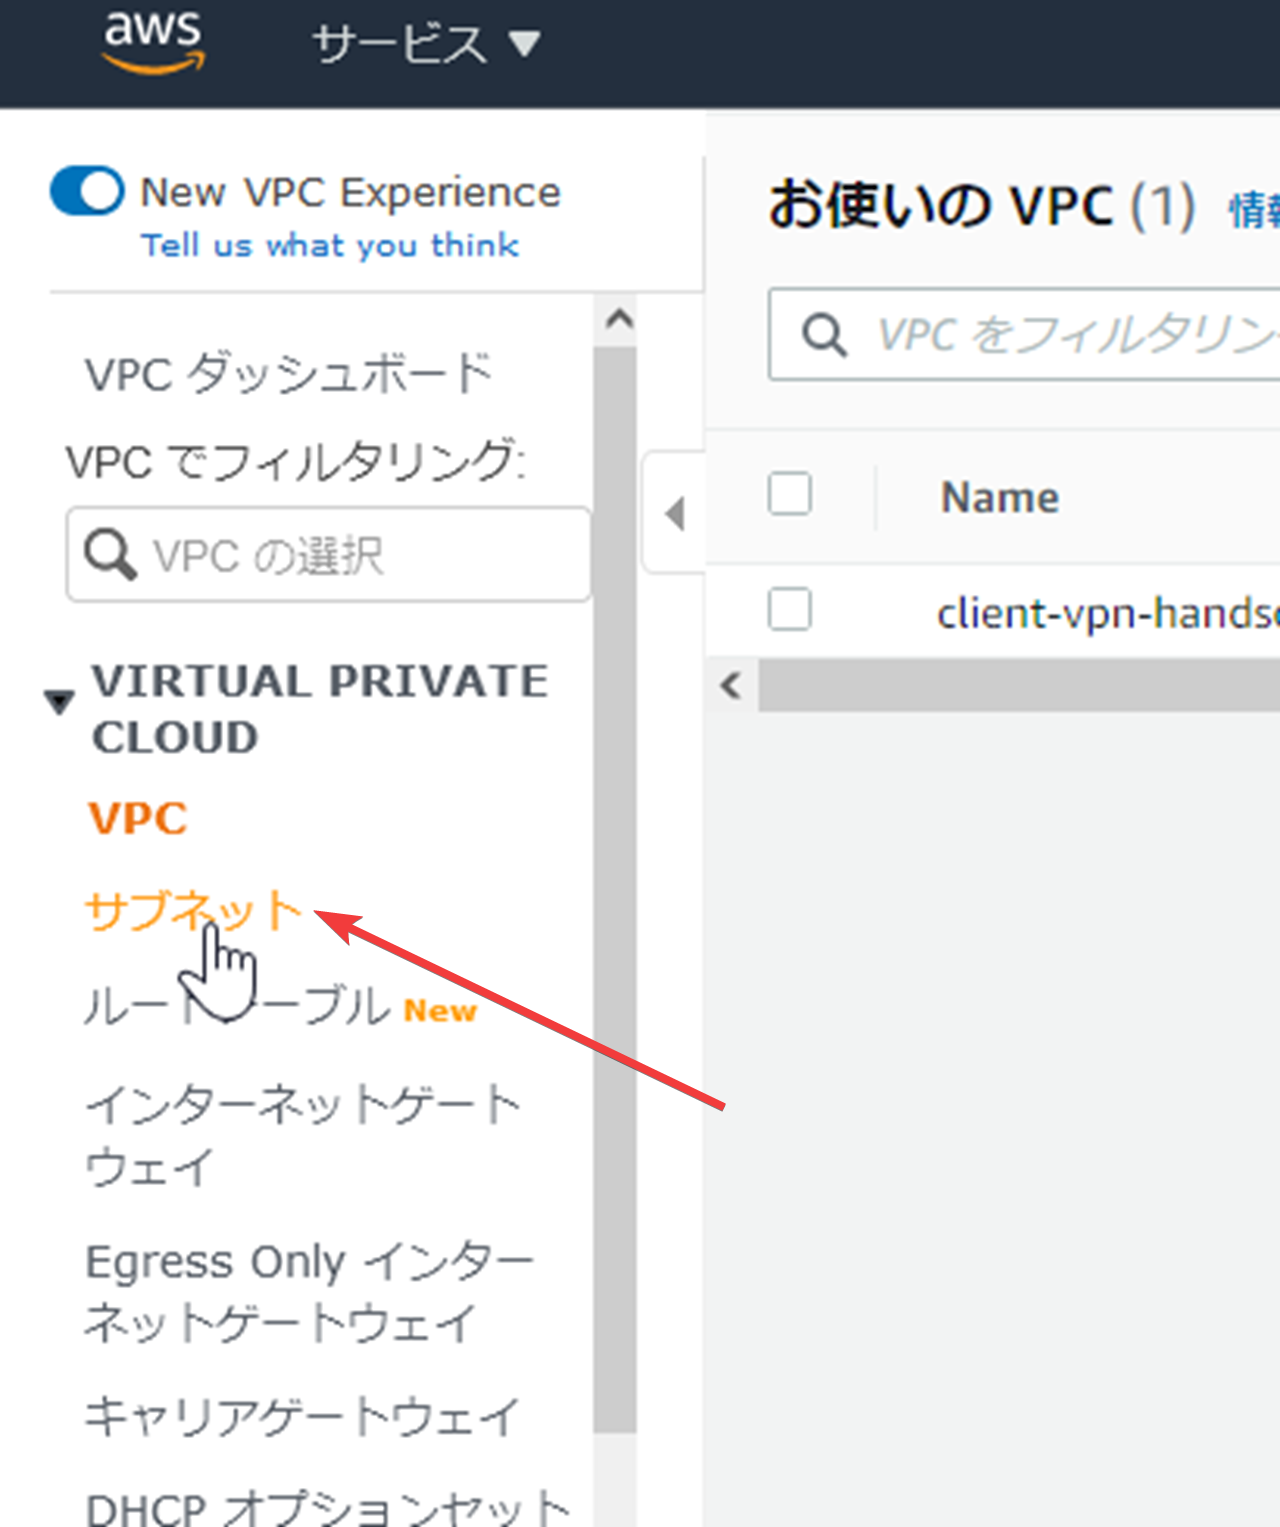 aws
サービス
New VPC Experience
Tell us what you think
お使いの VPC (1)
VPC をフィルタリン
VPC ダッシュボード
VPC でフィルタリング:
VPC の選択
Name
client-vpn-hands
VIRTUAL PRIVATE
CLOUD
VPC
サブネット
ルートテーブル New
インターネットゲート
ウェイ
Egress Only インター
ネットゲートウェイ
キャリアゲートウェイ
DHCP オプションセット